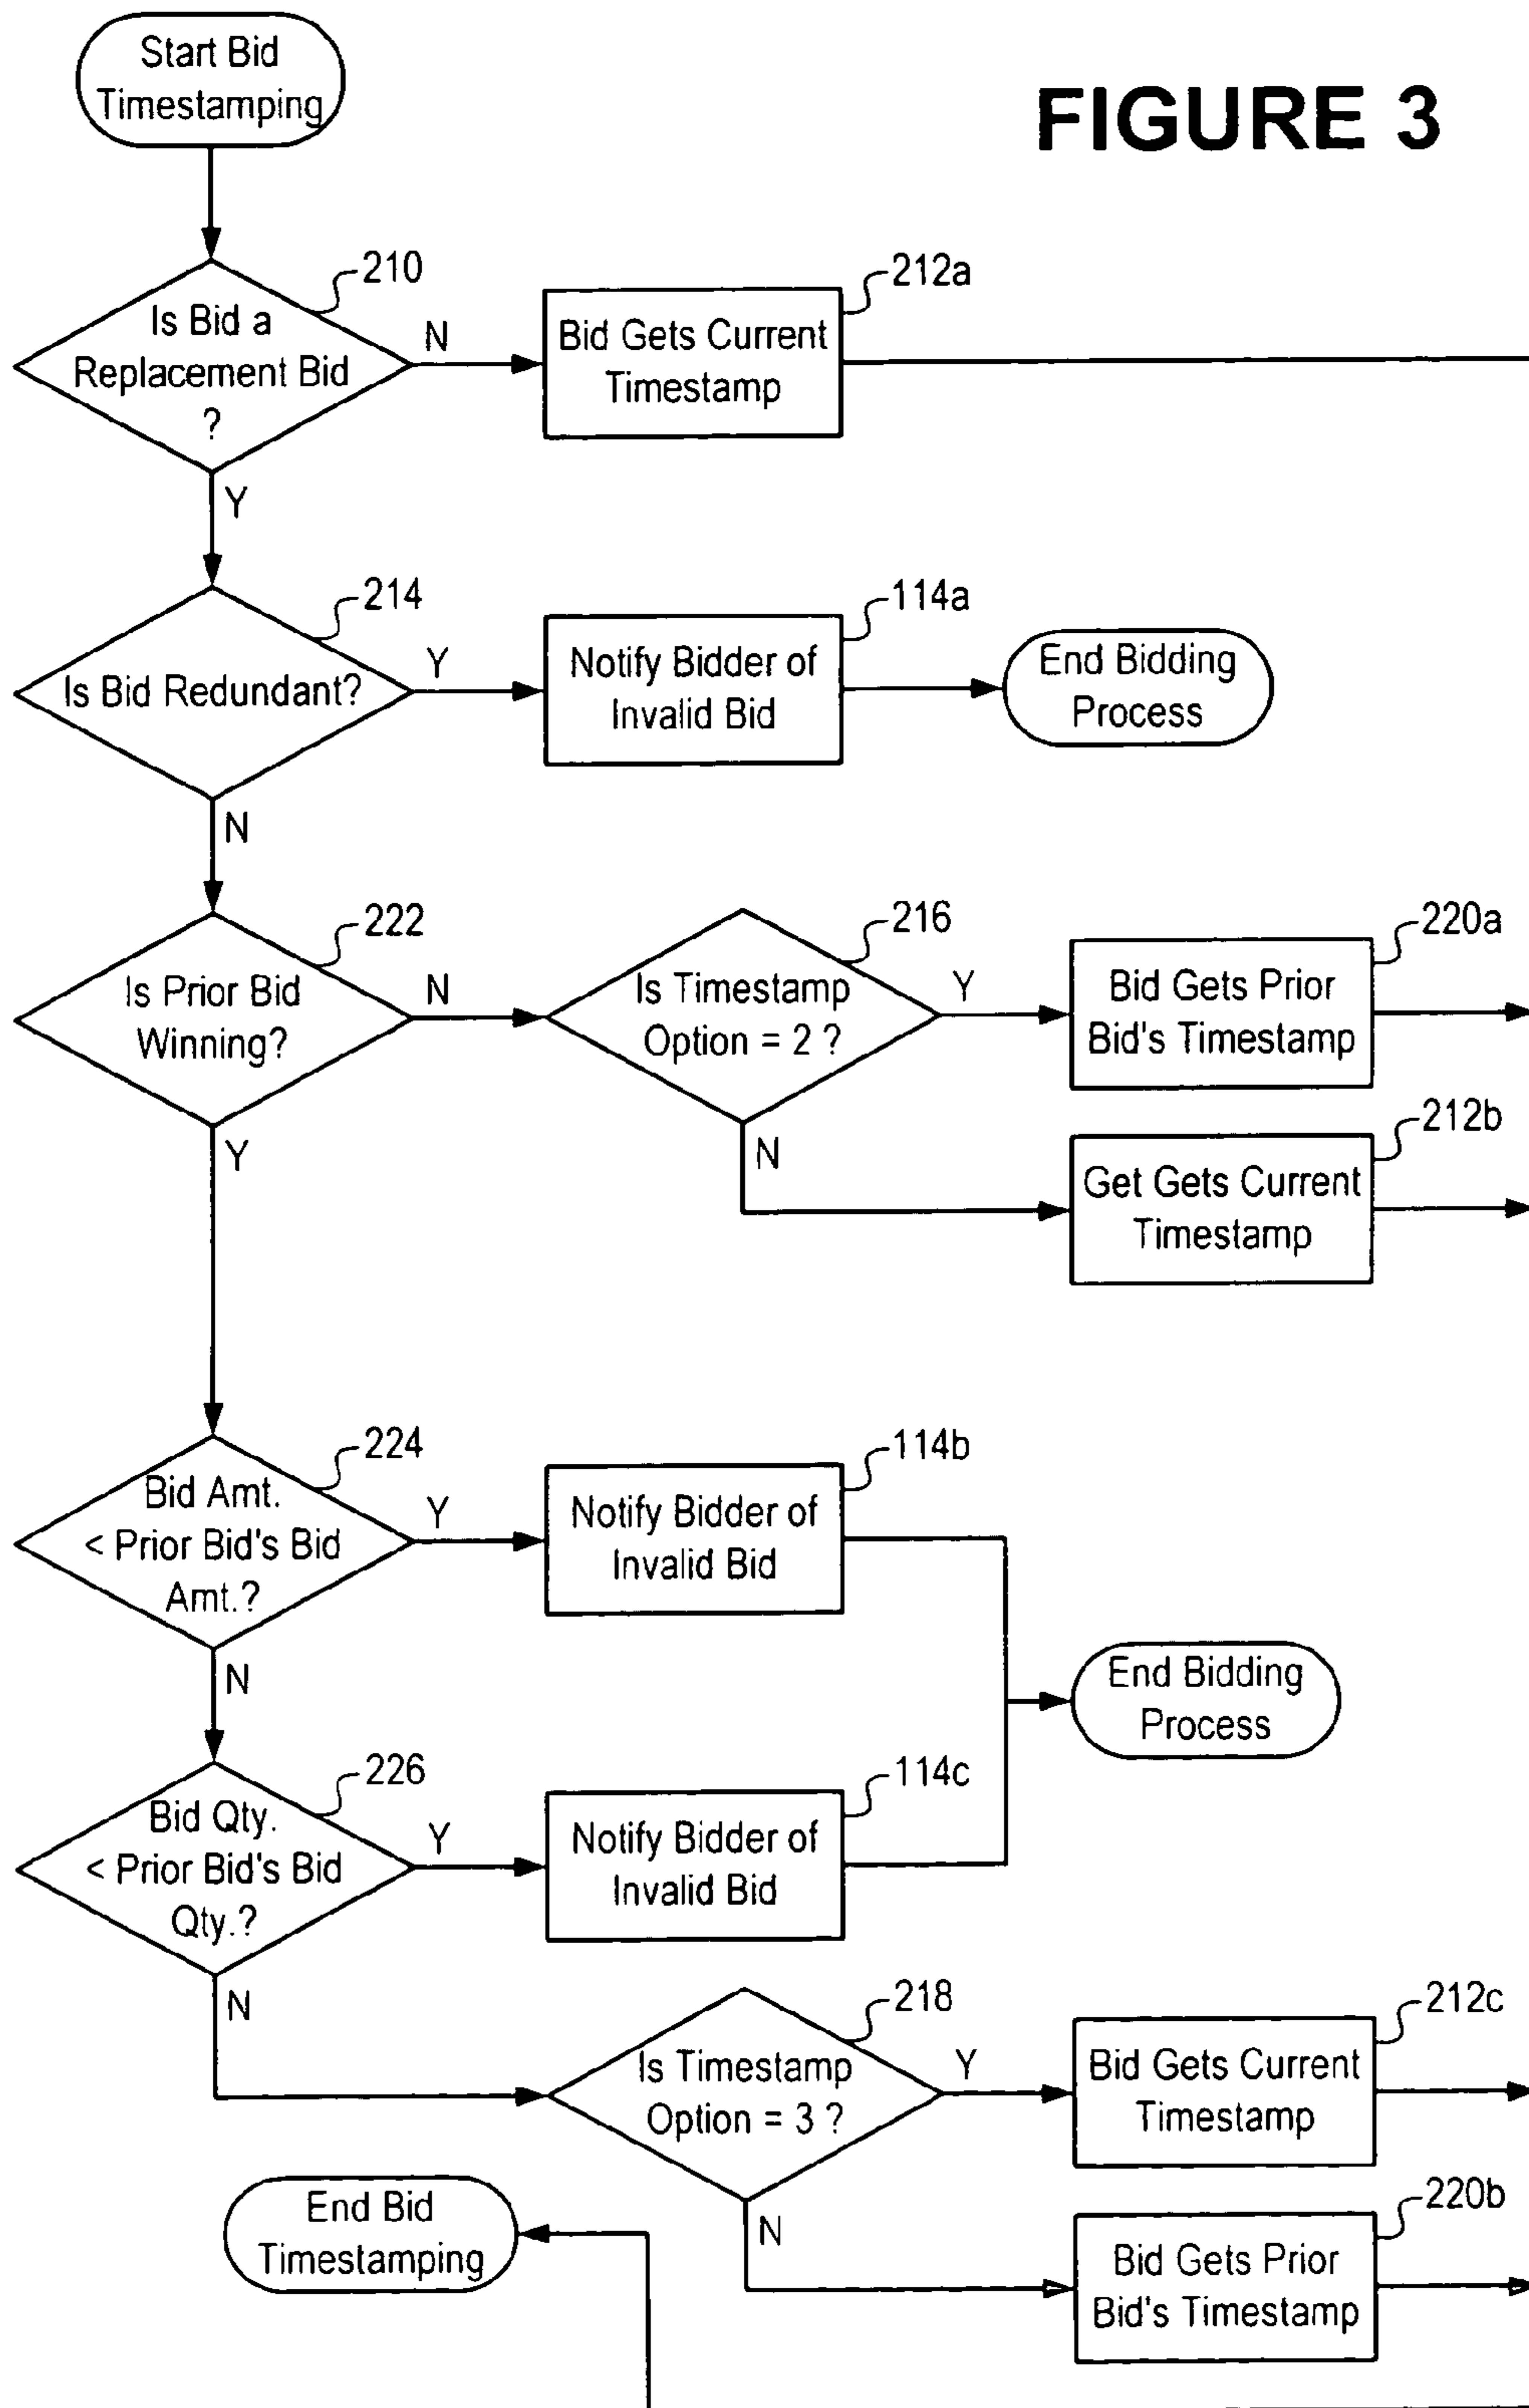 Start Bid
Timestamping
FIGURE 3
210
Is Bid a
Replacement Bid
?
N
Y
212a
Bid Gets Current
Timestamp
214
Is Bid Redundant?
Y
N
114a
Notify Bidder of
Invalid Bid
End Bidding
Process
222
Is Prior Bid
Winning?
N
Y
216
Is Timestamp
Option = 2 ?
Y
N
220a
Bid Gets Prior
Bid's Timestamp
212b
Get Gets Current
Timestamp
224
Bid Amt.
< Prior Bid's Bid
Amt.?
Y
N
114b
Notify Bidder of
Invalid Bid
End Bidding
Process
226
Bid Qty.
< Prior Bid's Bid
Qty.?
Y
N
114c
Notify Bidder of
Invalid Bid
218
Is Timestamp
Option = 3 ?
Y
N
212c
Bid Gets Current
Timestamp
End Bid
Timestamping
220b
Bid Gets Prior
Bid's Timestamp